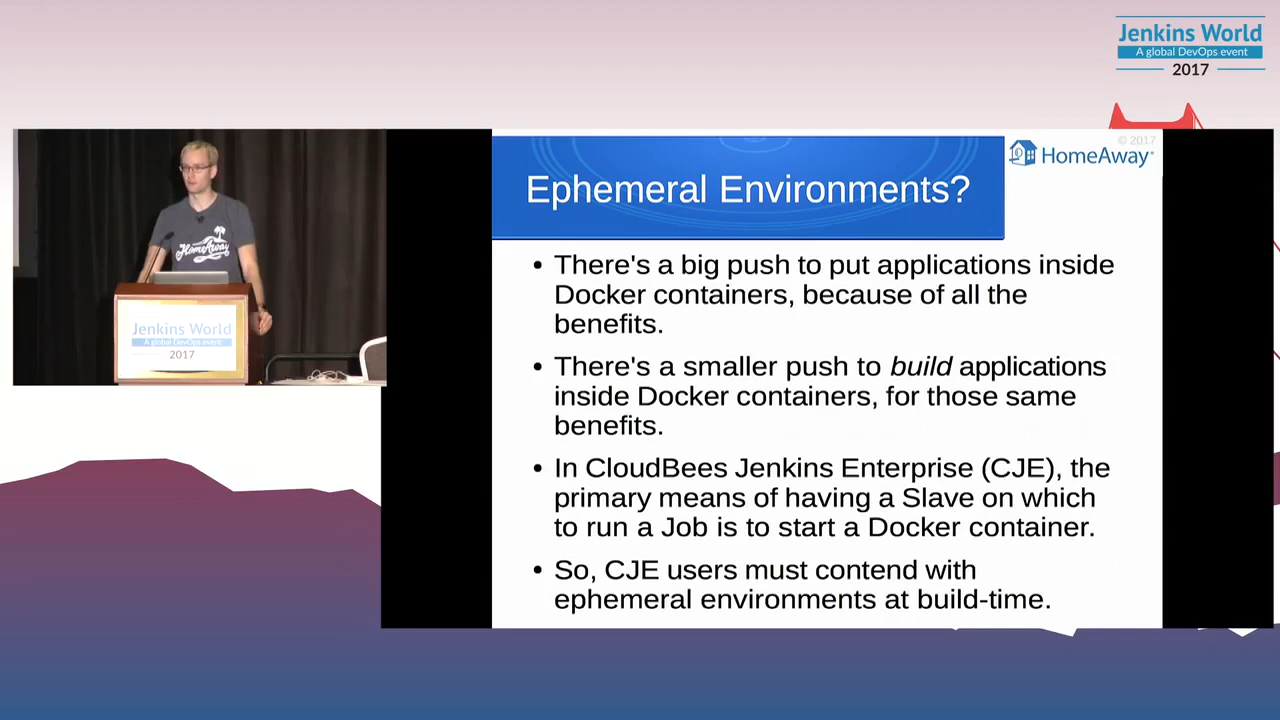 Jenkins World
A global DevOps event
2017
© 2017
HomeAway®
Ephemeral Environments?
• There's a big push to put applications inside
Docker containers, because of all the
benefits.
• There's a smaller push to build applications
inside Docker containers, for those same
benefits.
• In CloudBees Jenkins Enterprise (CJE), the
primary means of having a Slave on which
to run a Job is to start a Docker container.
• So, CJE users must contend with
ephemeral environments at build-time.
HomeAway
Jenkins World
A global DevOps event
2017